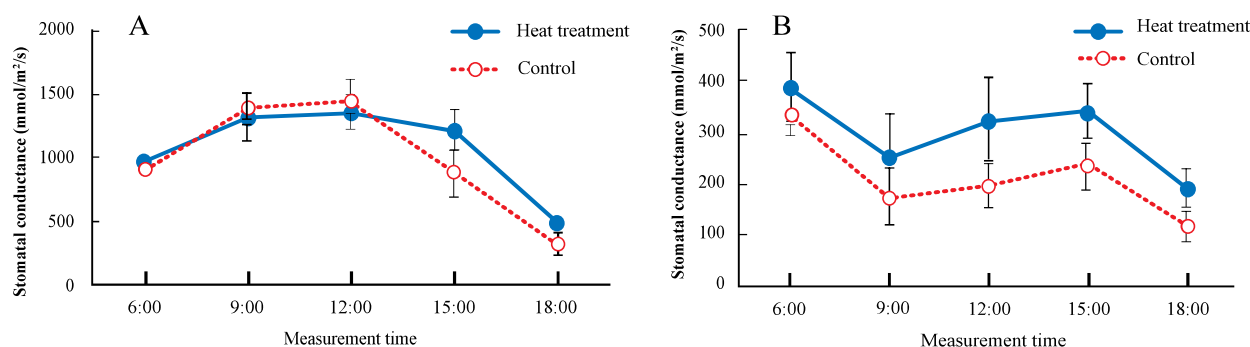 A
Heat treatment
Control
Stomatal conductance (mmol/m²/s)
2000
1500
1000
500
0
6:00 9:00 12:00 15:00 18:00
Measurement time
B
Heat treatment
Control
Stomatal conductance (mmol/m²/s)
500
400
300
200
100
0
6:00 9:00 12:00 15:00 18:00
Measurement time